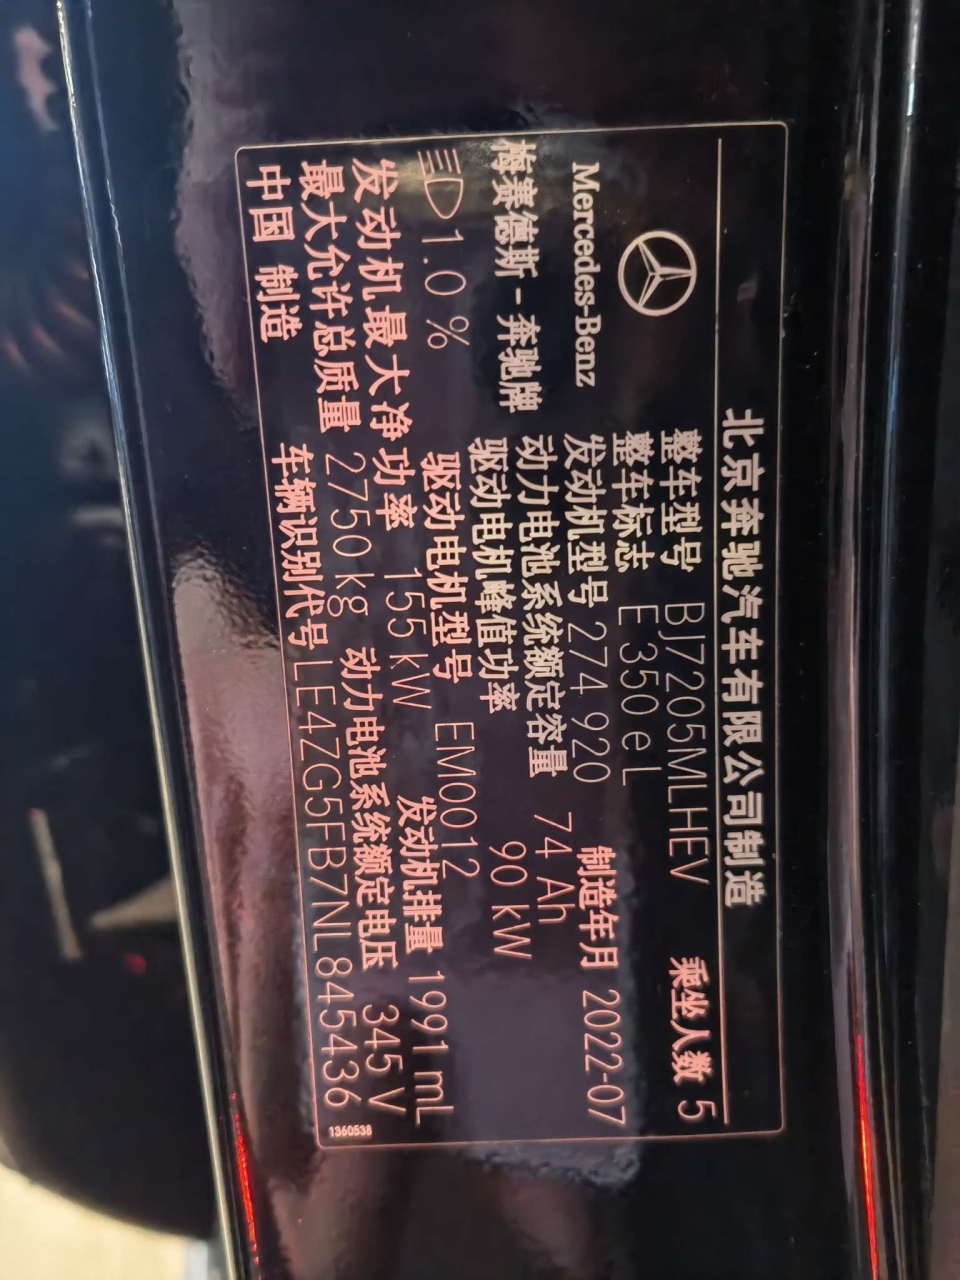 北京奔驰汽车有限公司制造
Mercedes-Benz
梅赛德斯-奔驰牌
1.0 %
整车型号 BJ7205MLHEV 乘坐人数 5
整车标志 E 350 e L
发动机型号 274 920 制造年月 2022-07
动力电池系统额定容量 74 Ah
驱动电机峰值功率 90 kW
驱动电机型号 EM0012 发动机排量 1991 mL
发动机最大净功率 155 kW 动力电池系统额定电压 345 V
最大允许总质量 2750 kg
中国 制造 车辆识别代号 LE4ZG5FB7NL845436
1360538